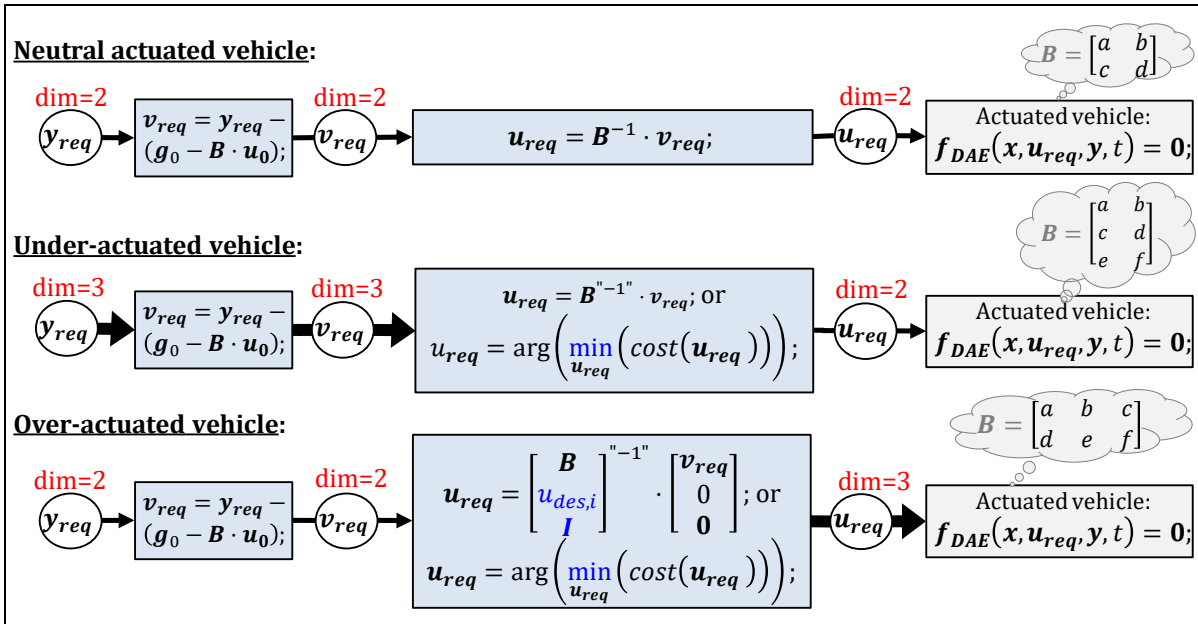 Neutral actuated vehicle:
dim=2
y_req
v_req = y_req −
(g_0 − B · u_0);
dim=2
v_req
u_req = B^−1 · v_req;
dim=2
u_req
B = [a b
c d]
Actuated vehicle:
f_DAE(x, u_req, y, t) = 0;
Under-actuated vehicle:
dim=3
y_req
v_req = y_req −
(g_0 − B · u_0);
dim=3
v_req
u_req = B^"−1" · v_req; or
u_req = arg(min_{u_req}(cost(u_req)));
dim=2
u_req
B = [a b
c d
e f]
Actuated vehicle:
f_DAE(x, u_req, y, t) = 0;
Over-actuated vehicle:
dim=2
y_req
v_req = y_req −
(g_0 − B · u_0);
dim=2
v_req
u_req = [B
u_des,i
I]^"−1" · [v_req
0
0]; or
u_req = arg(min_{u_req}(cost(u_req)));
dim=3
u_req
B = [a b c
d e f]
Actuated vehicle:
f_DAE(x, u_req, y, t) = 0;